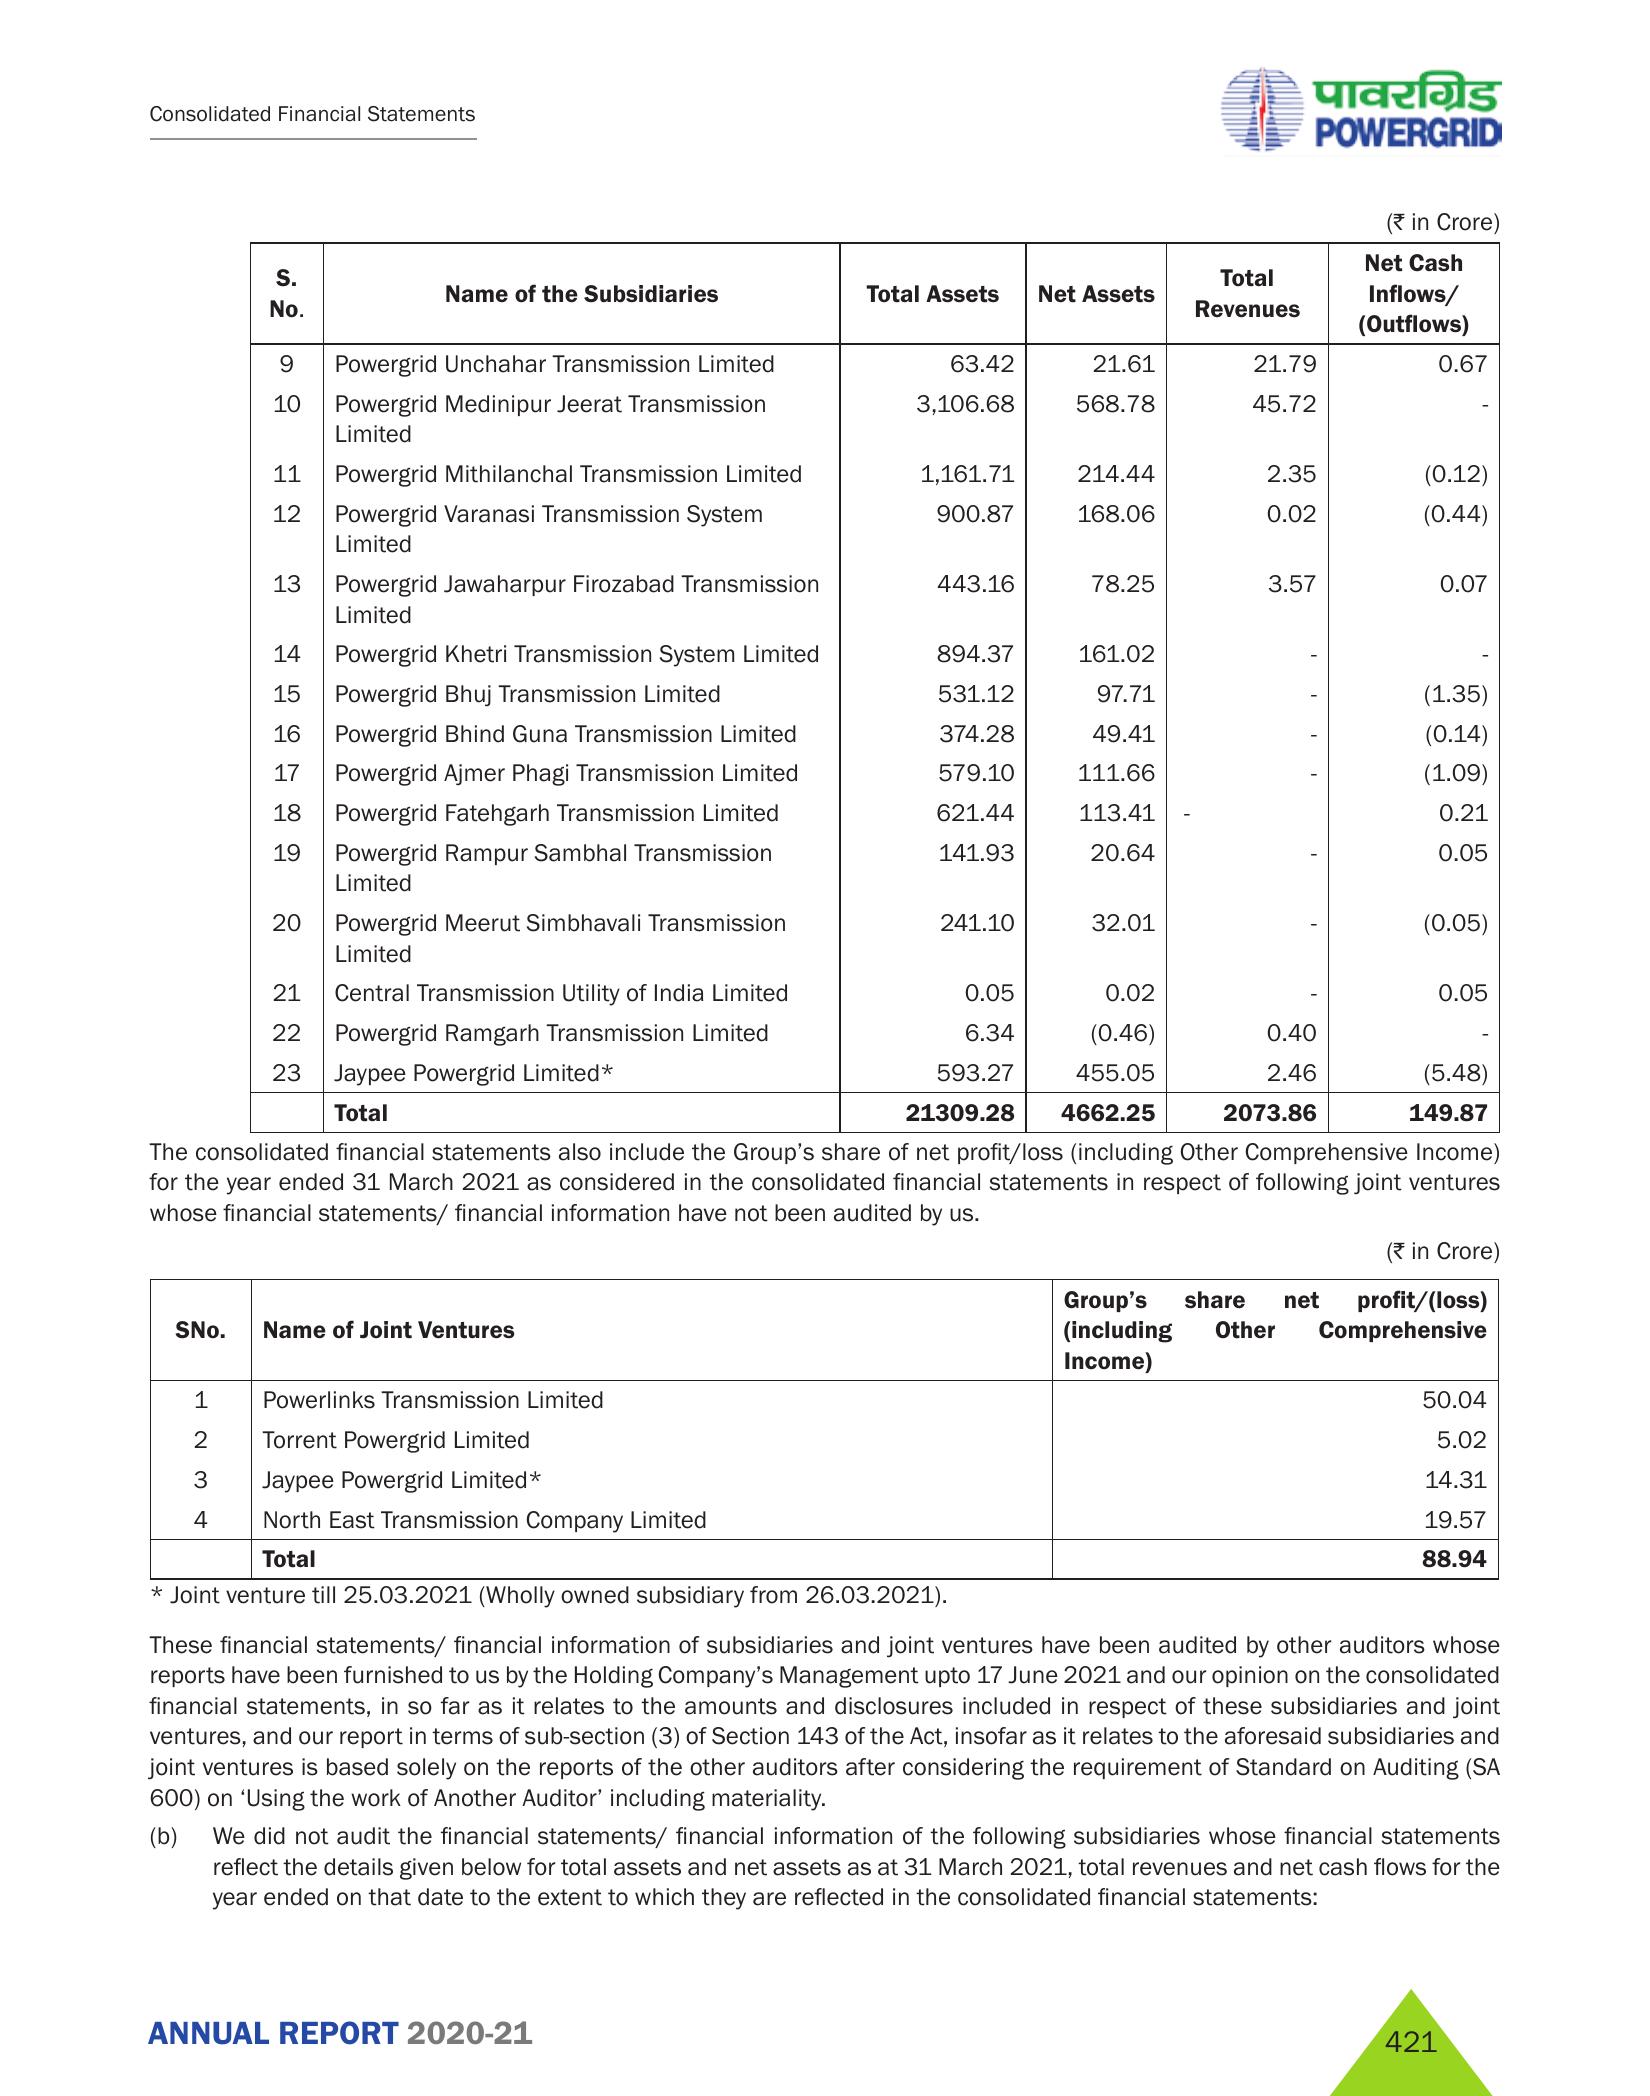 Consolidated Financial Statements
पावरग्रिड
POWERGRID
(₹ in Crore)
S. No. Name of the Subsidiaries Total Assets Net Assets Total Revenues Net Cash Inflows/ (Outflows)
9 Powergrid Unchahar Transmission Limited 63.42 21.61 21.79 0.67
10 Powergrid Medinipur Jeerat Transmission 3,106.68 568.78 45.72 -
Limited
11 Powergrid Mithilanchal Transmission Limited 1,161.71 214.44 2.35 (0.12)
12 Powergrid Varanasi Transmission System 900.87 168.06 0.02 (0.44)
Limited
13 Powergrid Jawaharpur Firozabad Transmission 443.16 78.25 3.57 0.07
Limited
14 Powergrid Khetri Transmission System Limited 894.37 161.02 - -
15 Powergrid Bhuj Transmission Limited 531.12 97.71 - (1.35)
16 Powergrid Bhind Guna Transmission Limited 374.28 49.41 - (0.14)
17 Powergrid Ajmer Phagi Transmission Limited 579.10 111.66 - (1.09)
18 Powergrid Fatehgarh Transmission Limited 621.44 113.41 - 0.21
19 Powergrid Rampur Sambhal Transmission 141.93 20.64 - 0.05
Limited
20 Powergrid Meerut Simbhavali Transmission 241.10 32.01 - (0.05)
Limited
21 Central Transmission Utility of India Limited 0.05 0.02 - 0.05
22 Powergrid Ramgarh Transmission Limited 6.34 (0.46) 0.40 -
23 Jaypee Powergrid Limited* 593.27 455.05 2.46 (5.48)
Total 21309.28 4662.25 2073.86 149.87
The consolidated financial statements also include the Group's share of net profit/loss (including Other Comprehensive Income)
for the year ended 31 March 2021 as considered in the consolidated financial statements in respect of following joint ventures
whose financial statements/ financial information have not been audited by us.
(₹ in Crore)
SNo. Name of Joint Ventures Group's share net profit/(loss) (including Other Comprehensive Income)
1 Powerlinks Transmission Limited 50.04
2 Torrent Powergrid Limited 5.02
3 Jaypee Powergrid Limited* 14.31
4 North East Transmission Company Limited 19.57
Total 88.94
* Joint venture till 25.03.2021 (Wholly owned subsidiary from 26.03.2021).
These financial statements/ financial information of subsidiaries and joint ventures have been audited by other auditors whose
reports have been furnished to us by the Holding Company's Management upto 17 June 2021 and our opinion on the consolidated
financial statements, in so far as it relates to the amounts and disclosures included in respect of these subsidiaries and joint
ventures, and our report in terms of sub-section (3) of Section 143 of the Act, insofar as it relates to the aforesaid subsidiaries and
joint ventures is based solely on the reports of the other auditors after considering the requirement of Standard on Auditing (SA
600) on 'Using the work of Another Auditor' including materiality.
(b) We did not audit the financial statements/ financial information of the following subsidiaries whose financial statements
reflect the details given below for total assets and net assets as at 31 March 2021, total revenues and net cash flows for the
year ended on that date to the extent to which they are reflected in the consolidated financial statements:
ANNUAL REPORT 2020-21
421